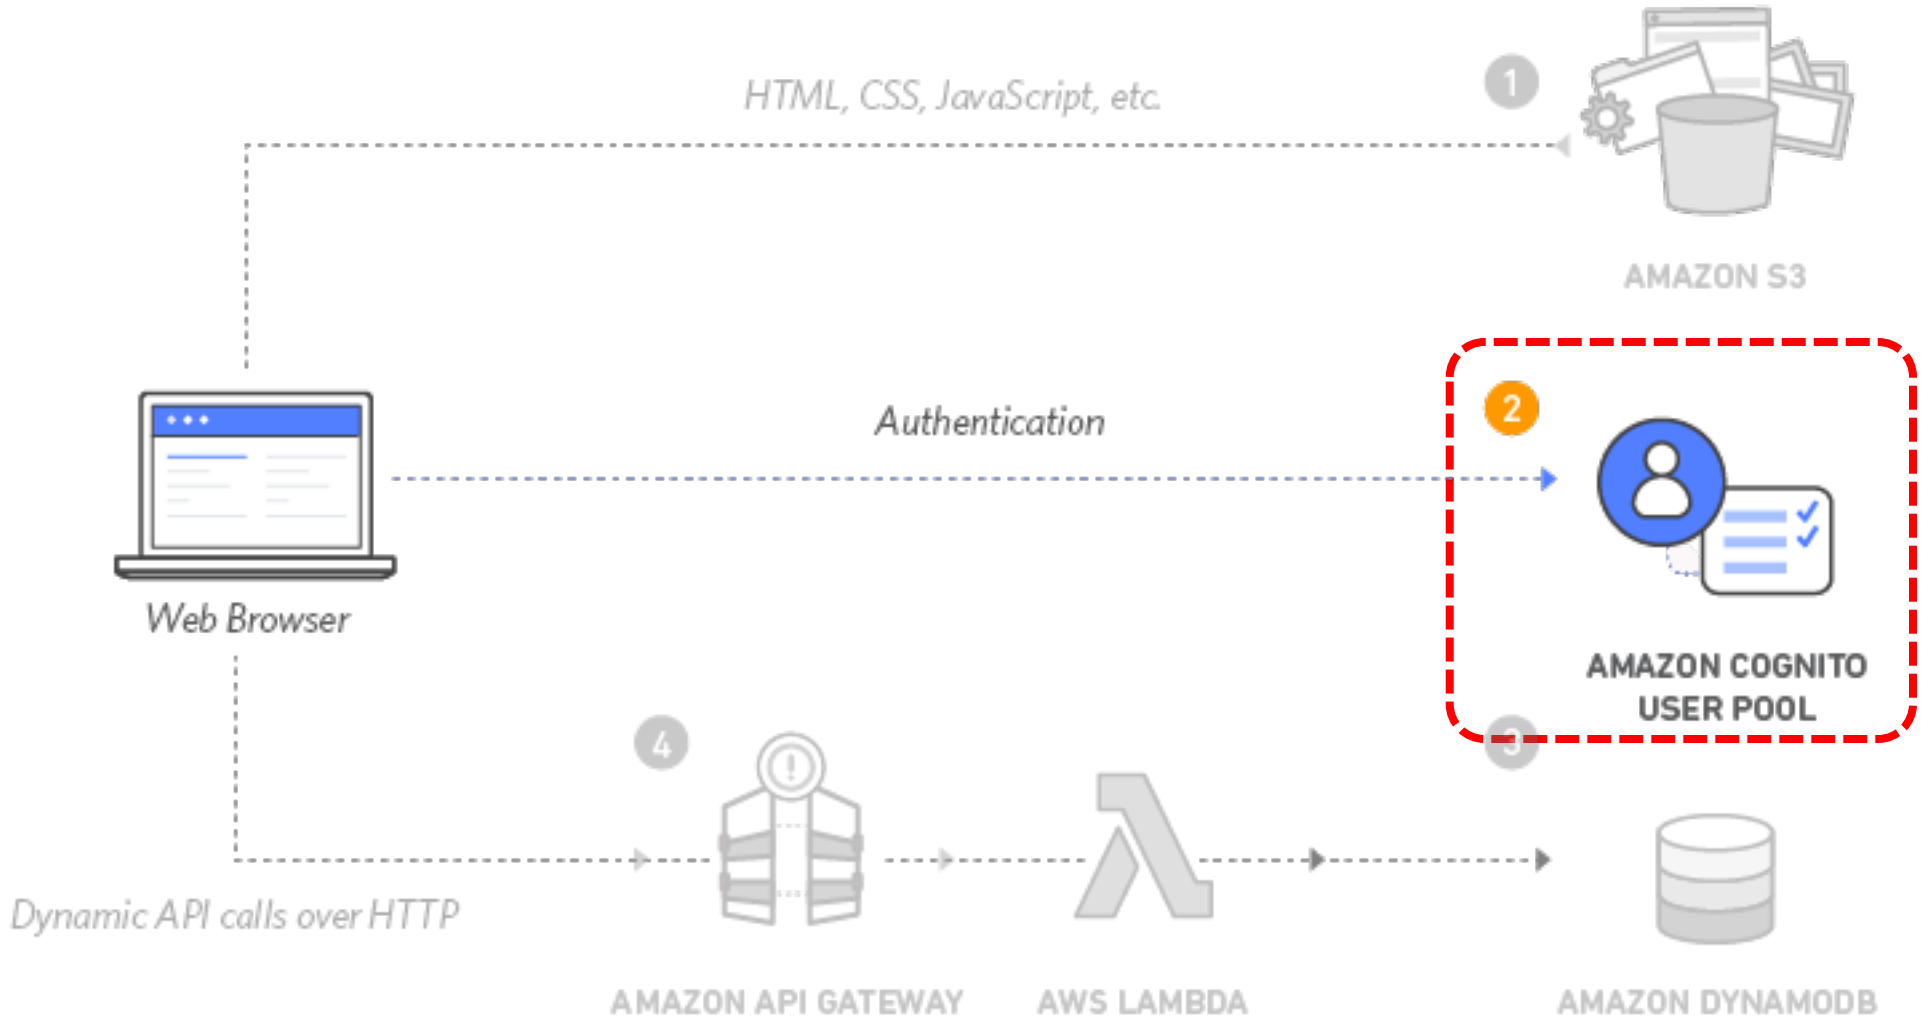 HTML, CSS, JavaScript, etc.
1
AMAZON S3
Authentication
2
Web Browser
AMAZON COGNITO
USER POOL
4
3
Dynamic API calls over HTTP
AMAZON API GATEWAY
AWS LAMBDA
AMAZON DYNAMODB